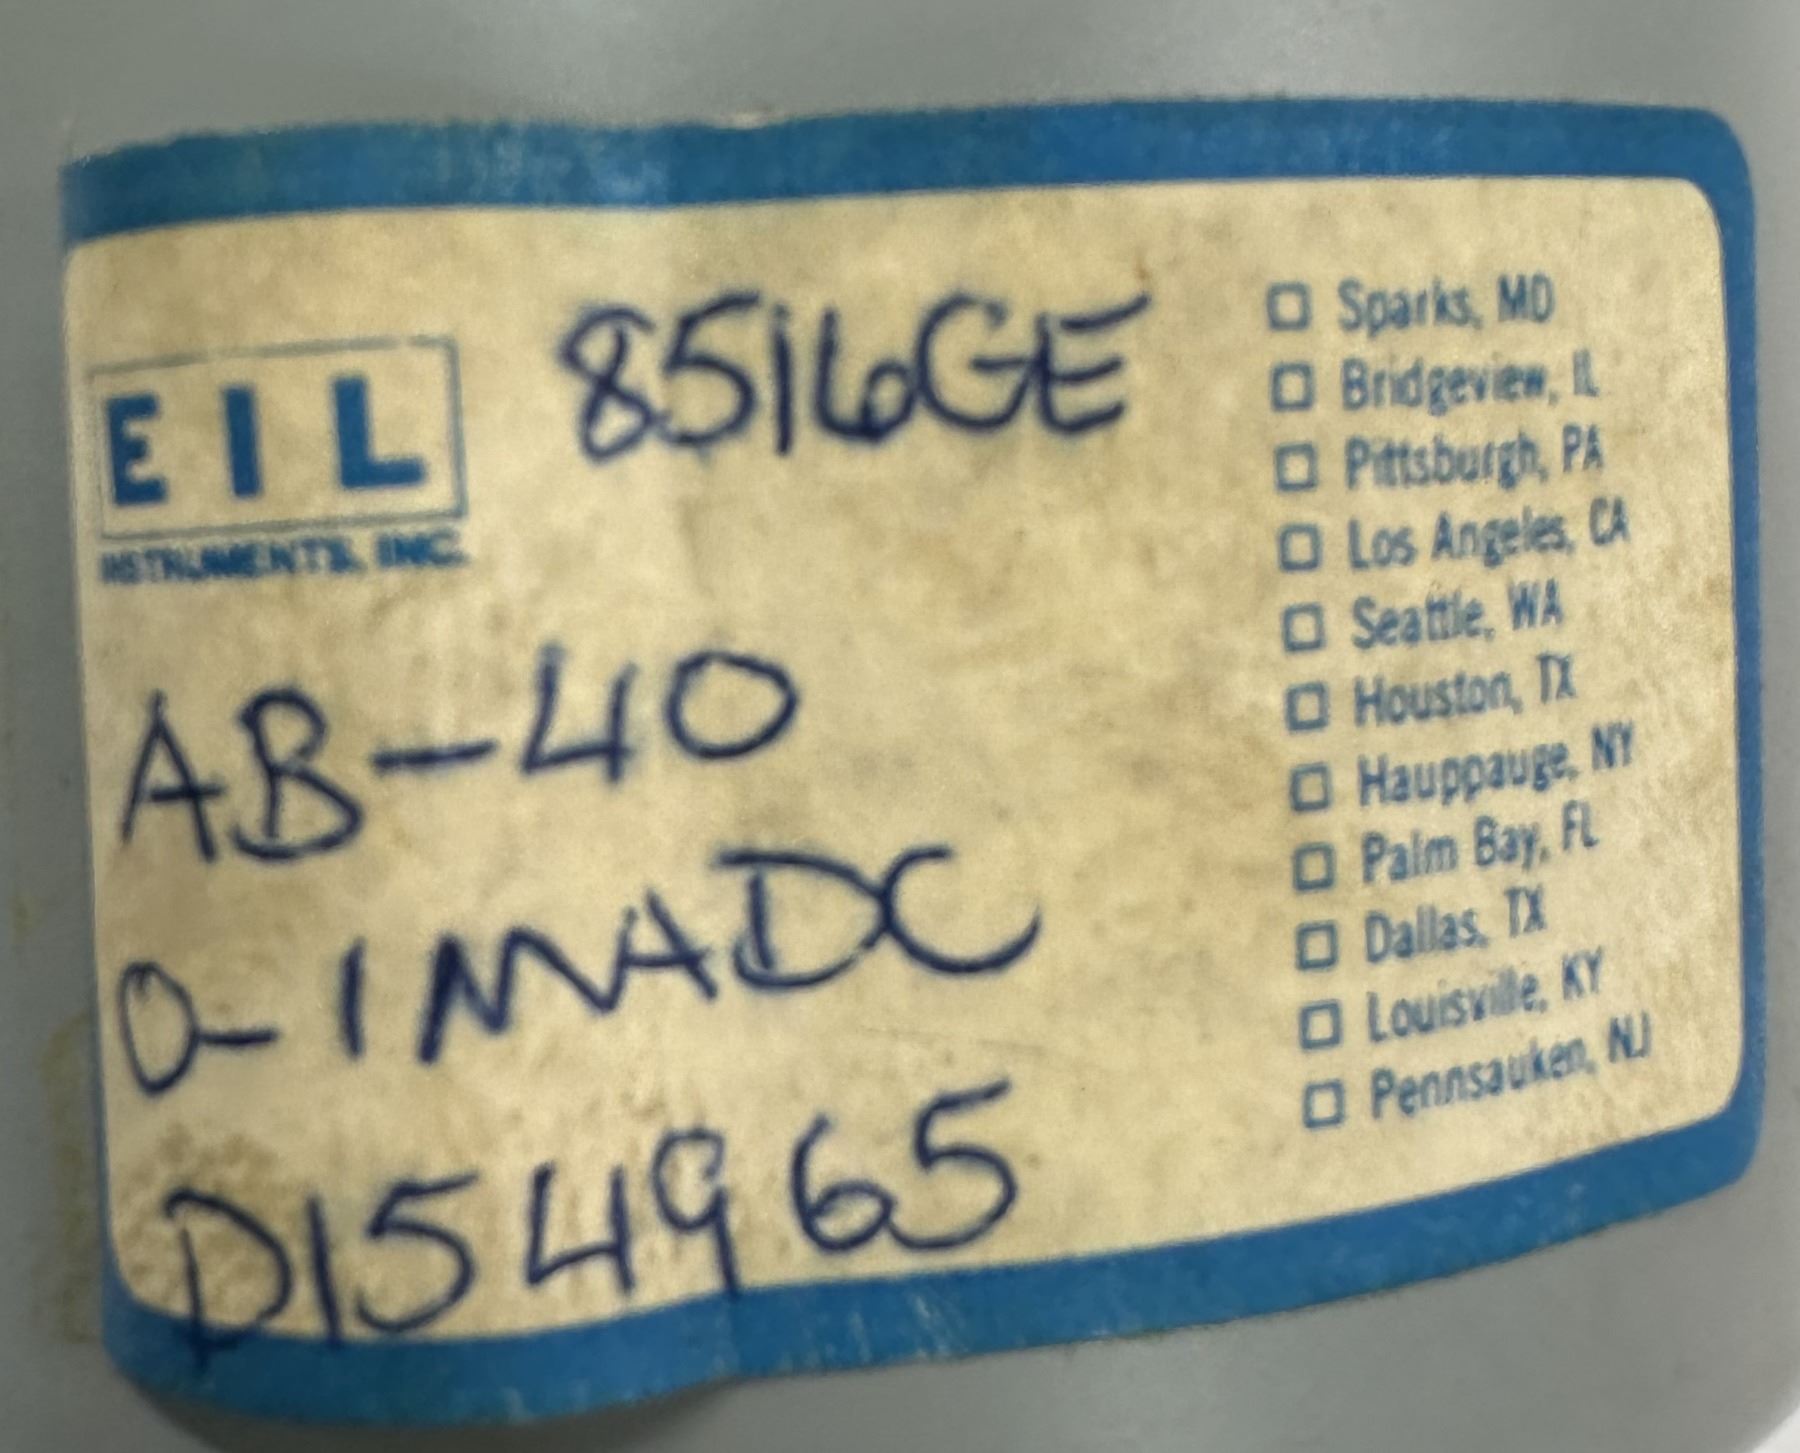 EIL
INSTRUMENTS, INC.
8516GE
AB-40
0-1MADC
D154965
Sparks, MD
Bridgeview, IL
Pittsburgh, PA
Los Angeles, CA
Seattle, WA
Houston, TX
Hauppauge, NY
Palm Bay, FL
Dallas, TX
Louisville, KY
Pennsauken, NJ